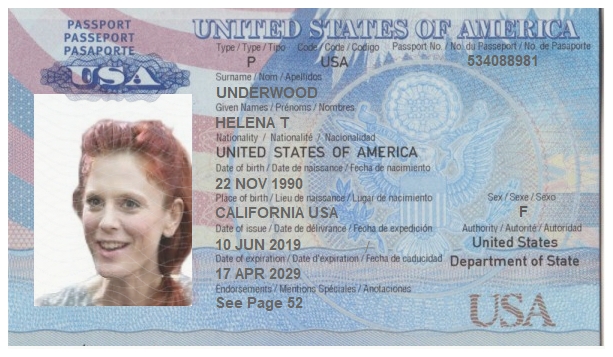 PASSPORT
PASSEPORT
PASAPORTE
USA
UNITED STATES OF AMERICA
Type / Type / Tipo Code / Code / Codigo Passport No. / No. du Passeport / No. de Pasaporte
P USA 534088981
Surname / Nom / Apellidos
UNDERWOOD
Given Names / Prénoms / Nombres
HELENA T
Nationality / Nationalité / Nacionalidad
UNITED STATES OF AMERICA
Date of birth / Date de naissance / Fecha de nacimiento
22 NOV 1990
Place of birth / Lieu de naissance / Lugar de nacimiento Sex / Sexe / Sexo
CALIFORNIA USA F
Date of issue / Date de délivrance / Fecha de expedición Authority / Autorité / Autoridad
10 JUN 2019 United States
Date of expiration / Date d'expiration / Fecha de caducidad Department of State
17 APR 2029
Endorsements / Mentions Spéciales / Anotaciones
See Page 52
USA